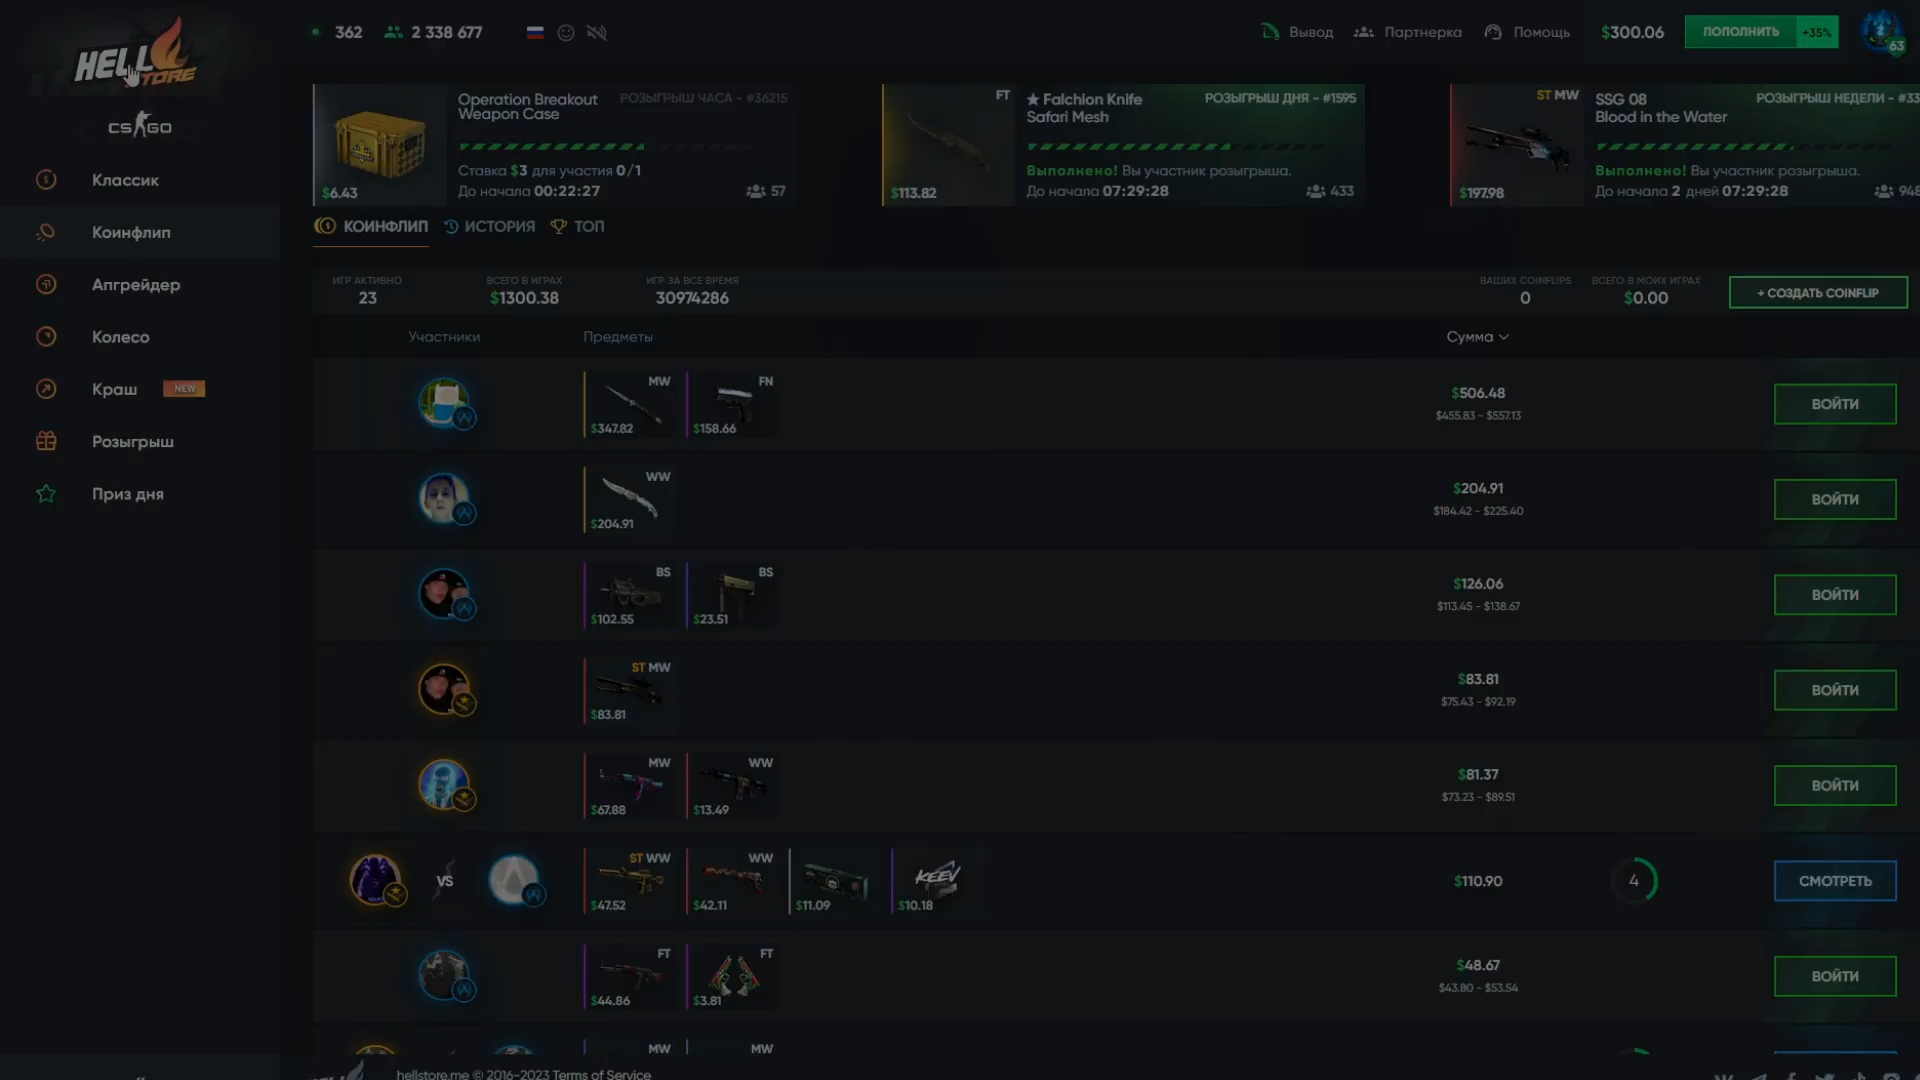 HELL TORE
362
2 338 677
Вывод
Партнерка
Помощь
$300.06
ПОПОЛНИТЬ
+35%
63
CS GO
Классик
Коинфлип
Апгрейдер
Колесо
Краш
NEW
Розыгрыш
Приз дня
Operation Breakout
Weapon Case
РОЗЫГРЫШ ЧАСА - #36215
Ставка $3 для участия 0/1
До начала 00:22:27
57
$6.43
FT
★ Falchion Knife
Safari Mesh
РОЗЫГРЫШ ДНЯ - #1595
Выполнено! Вы участник розыгрыша.
До начала 07:29:28
433
$113.82
ST MW
SSG 08
Blood in the Water
РОЗЫГРЫШ НЕДЕЛИ - #33
Выполнено! Вы участник розыгрыша.
До начала 2 дней 07:29:28
948
$197.98
КОИНФЛИП
ИСТОРИЯ
ТОП
ИГР АКТИВНО
23
ВСЕГО В ИГРАХ
$1300.38
ИГР ЗА ВСЕ ВРЕМЯ
30974286
ВАШИХ COINFLIPS
0
ВСЕГО В МОИХ ИГРАХ
$0.00
+ СОЗДАТЬ COINFLIP
Участники
Предметы
Сумма
MW
$347.82
FN
$158.66
$506.48
$455.83 - $557.13
ВОЙТИ
WW
$204.91
$204.91
$184.42 - $225.40
ВОЙТИ
BS
$102.55
BS
$23.51
$126.06
$113.45 - $138.67
ВОЙТИ
ST MW
$83.81
$83.81
$75.43 - $92.19
ВОЙТИ
MW
$67.88
WW
$13.49
$81.37
$73.23 - $89.51
ВОЙТИ
VS
ST WW
$47.52
WW
$42.11
$11.09
KEEV
$10.18
$110.90
4
СМОТРЕТЬ
FT
$44.86
FT
$3.81
$48.67
$43.80 - $53.54
ВОЙТИ
MW
MW
hellstore.me © 2016-2023 Terms of Service